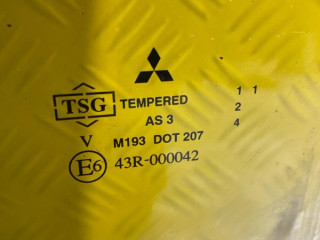 TSG TEMPERED 1 1
AS 3 2
V M193 DOT 207 4
E6 43R-000042